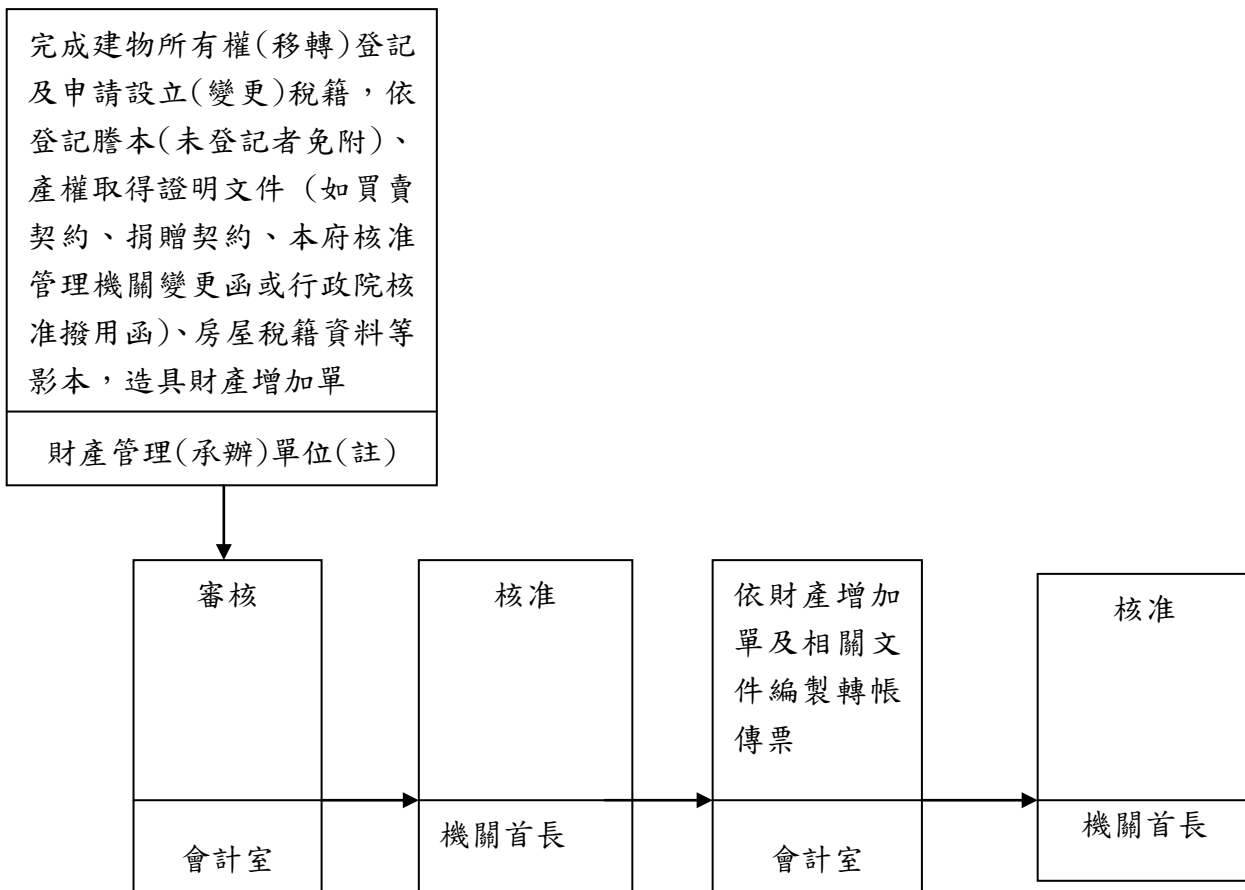 完成建物所有權(移轉)登記
及申請設立(變更)稅籍，依
登記謄本(未登記者免附)、
產權取得證明文件 (如買賣
契約、捐贈契約、本府核准
管理機關變更函或行政院核
准撥用函)、房屋稅籍資料等
影本，造具財產增加單
財產管理(承辦)單位(註)
審核
會計室
核准
機關首長
依財產增加
單及相關文
件編製轉帳
傳票
會計室
核准
機關首長